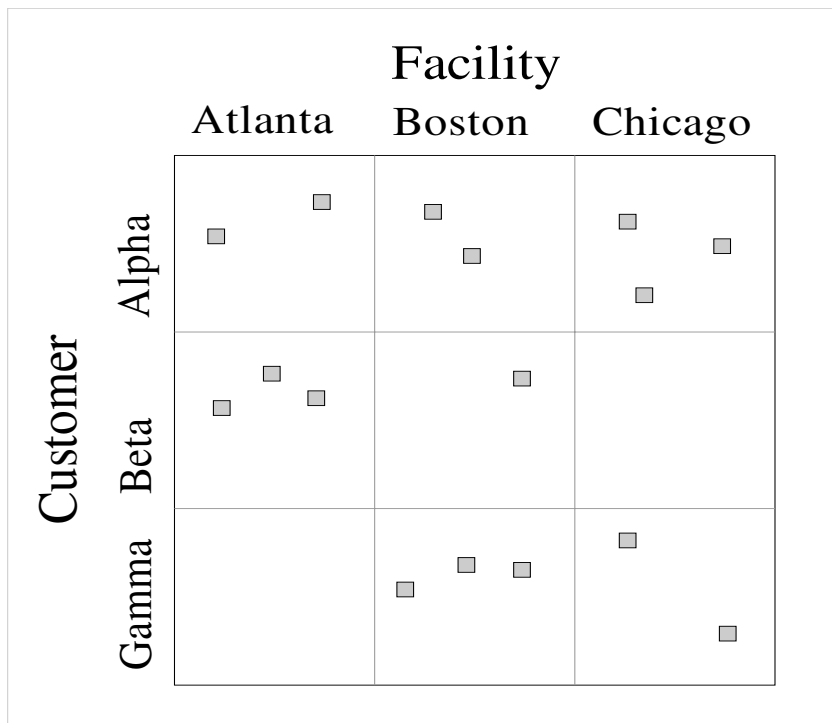 Facility
Atlanta Boston Chicago
Customer
Alpha
Beta
Gamma